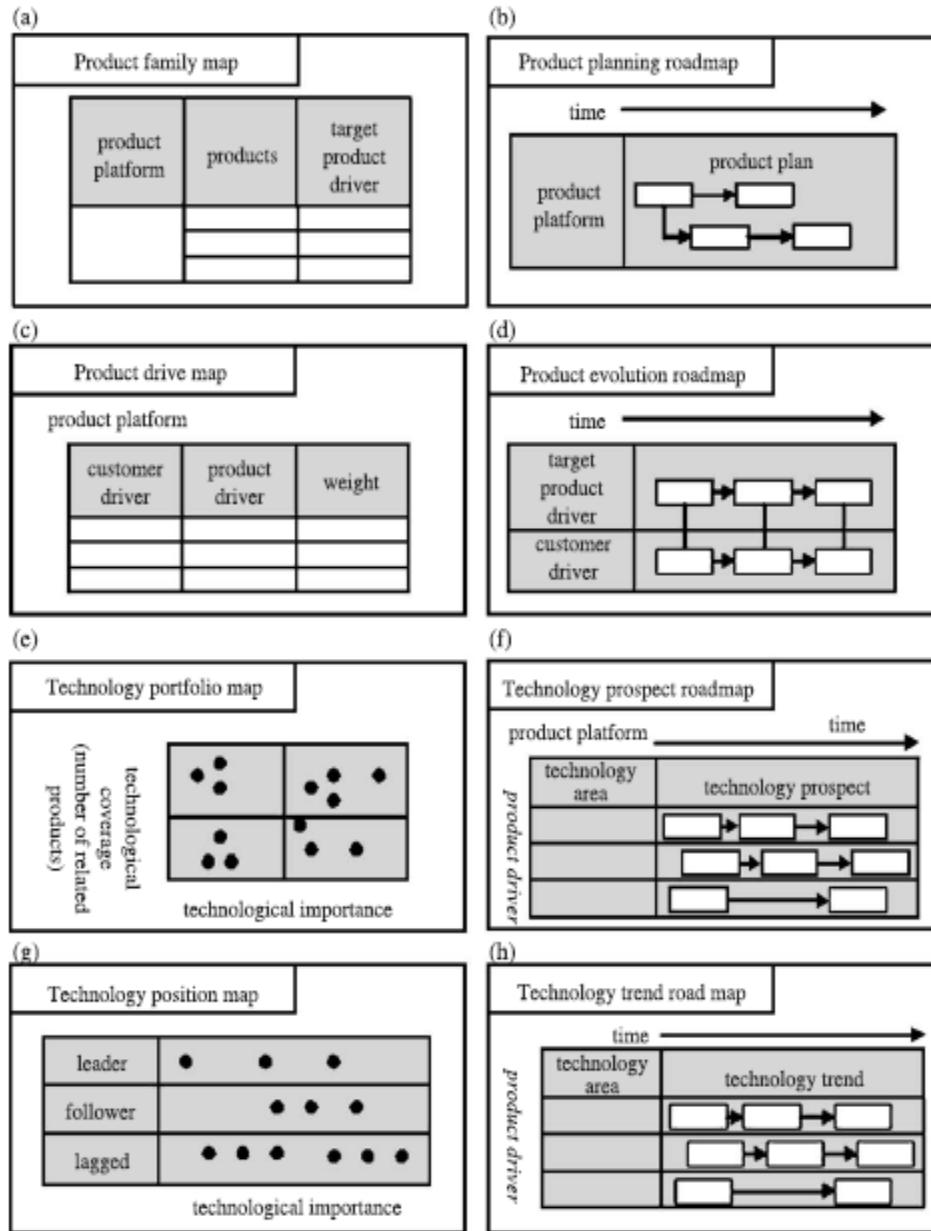 (a)
Product family map
product
platform
products
target
product
driver
(b)
Product planning roadmap
time
product
platform
product plan
(c)
Product drive map
product platform
customer
driver
product
driver
weight
(d)
Product evolution roadmap
time
target
product
driver
customer
driver
(e)
Technology portfolio map
technological
coverage
(number of related
products)
technological importance
(f)
Technology prospect roadmap
product platform
time
product driver
technology
area
technology prospect
(g)
Technology position map
leader
follower
lagged
technological importance
(h)
Technology trend road map
time
product driver
technology
area
technology trend